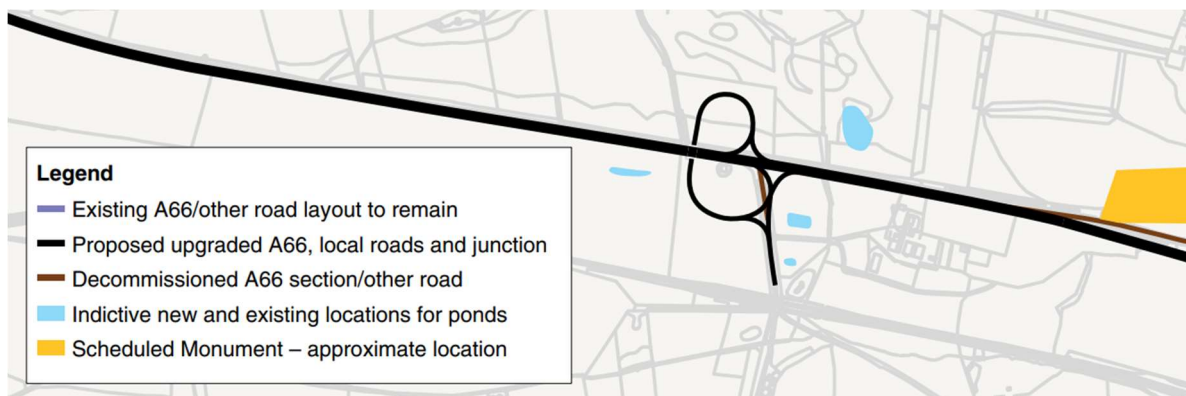 Legend
Existing A66/other road layout to remain
Proposed upgraded A66, local roads and junction
Decommissioned A66 section/other road
Indictive new and existing locations for ponds
Scheduled Monument – approximate location